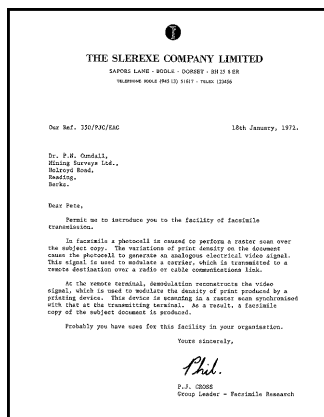 THE SLEREXE COMPANY LIMITED
SAPORS LANE - BOOLE - DORSET - BH 25 8 ER
TELEPHONE BOOLE (945 13) 51617 - TELEX 123456
Our Ref. 350/PJC/EAC
18th January, 1972.
Dr. P.N. Cundall,
Mining Surveys Ltd.,
Holroyd Road,
Reading,
Berks.
Dear Pete,
Permit me to introduce you to the facility of facsimile
transmission.
In facsimile a photocell is caused to perform a raster scan over
the subject copy. The variations of print density on the document
cause the photocell to generate an analogous electrical video signal.
This signal is used to modulate a carrier, which is transmitted to a
remote destination over a radio or cable communications link.
At the remote terminal, demodulation reconstructs the video
signal, which is used to modulate the density of print produced by a
printing device. This device is scanning in a raster scan synchronised
with that at the transmitting terminal. As a result, a facsimile
copy of the subject document is produced.
Probably you have uses for this facility in your organisation.
Yours sincerely,
Phil.
P.J. CROSS
Group Leader - Facsimile Research